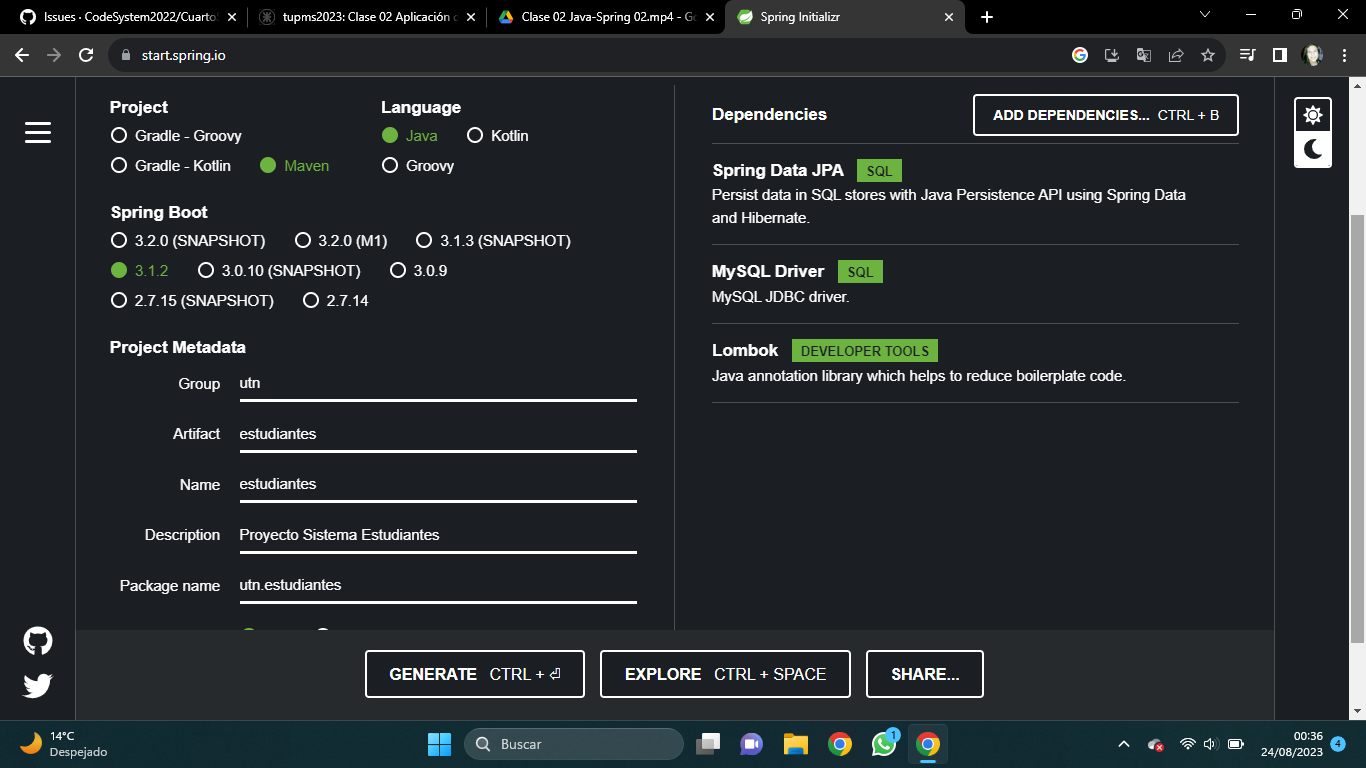 Issues · CodeSystem2022/Cuarto
tupms2023: Clase 02 Aplicación
Clase 02 Java-Spring 02.mp4 - Go
Spring Initializr
start.spring.io
Project
Language
Gradle - Groovy
Java
Kotlin
Gradle - Kotlin
Maven
Groovy
Spring Boot
3.2.0 (SNAPSHOT)
3.2.0 (M1)
3.1.3 (SNAPSHOT)
3.1.2
3.0.10 (SNAPSHOT)
3.0.9
2.7.15 (SNAPSHOT)
2.7.14
Project Metadata
Group utn
Artifact estudiantes
Name estudiantes
Description Proyecto Sistema Estudiantes
Package name utn.estudiantes
Dependencies
ADD DEPENDENCIES... CTRL + B
Spring Data JPA SQL
Persist data in SQL stores with Java Persistence API using Spring Data
and Hibernate.
MySQL Driver SQL
MySQL JDBC driver.
Lombok DEVELOPER TOOLS
Java annotation library which helps to reduce boilerplate code.
GENERATE CTRL + ⏎
EXPLORE CTRL + SPACE
SHARE...
14°C
Despejado
Buscar
1
00:36
24/08/2023
4